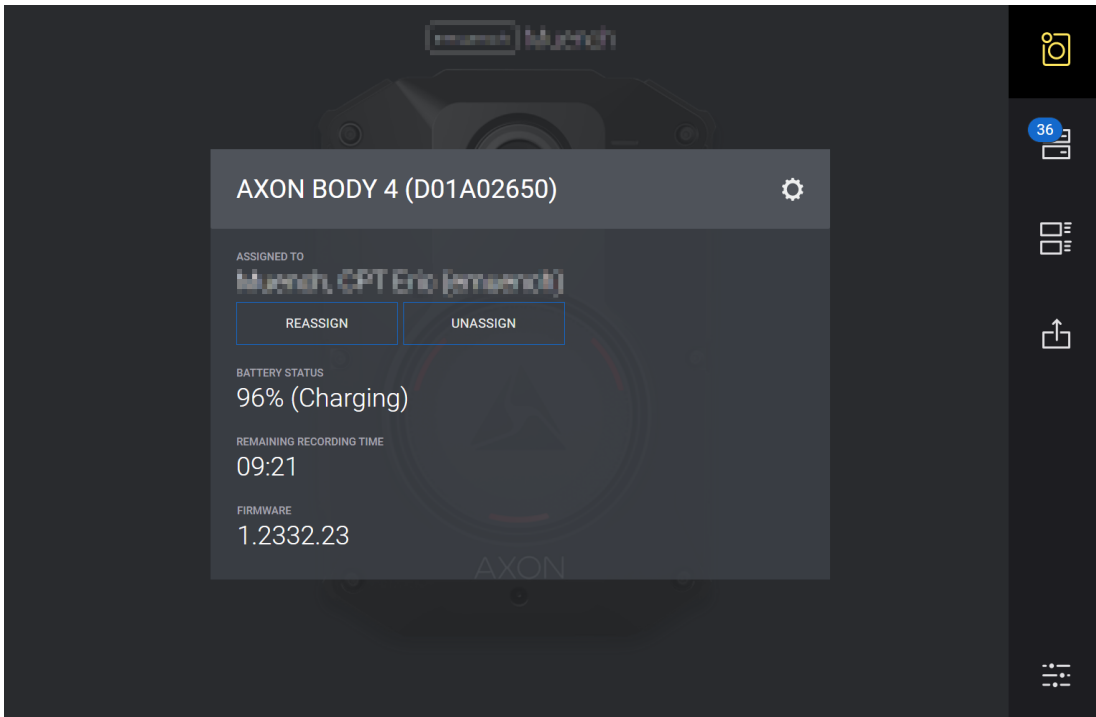 36
AXON BODY 4 (D01A02650)
ASSIGNED TO
REASSIGN
UNASSIGN
BATTERY STATUS
96% (Charging)
REMAINING RECORDING TIME
09:21
FIRMWARE
1.2332.23
AXON